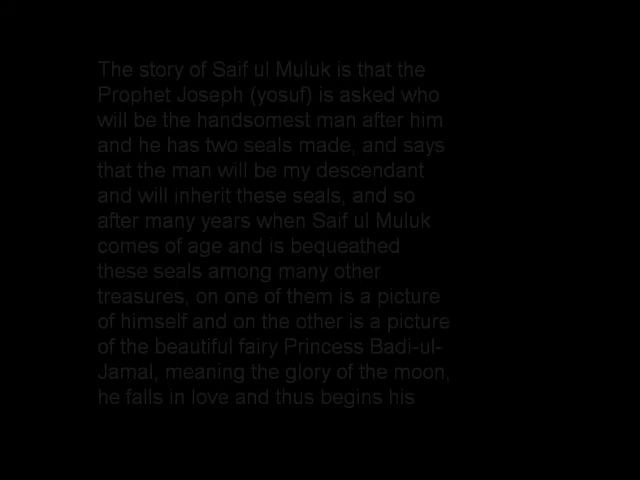 The story of Saif ul Muluk is that the
Prophet Joseph (yosuf) is asked who
will be the handsomest man after him
and he has two seals made, and says
that the man will be my descendant
and will inherit these seals, and so
after many years when Saif ul Muluk
comes of age and is bequeathed
these seals among many other
treasures, on one of them is a picture
of himself and on the other is a picture
of the beautiful fairy Princess Badi-ul-
Jamal, meaning the glory of the moon,
he falls in love and thus begins his